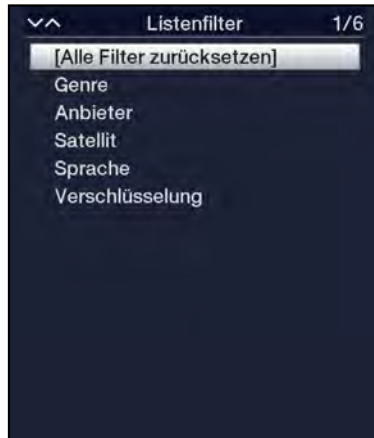 Listenfilter 1/6
[Alle Filter zurücksetzen]
Genre
Anbieter
Satellit
Sprache
Verschlüsselung